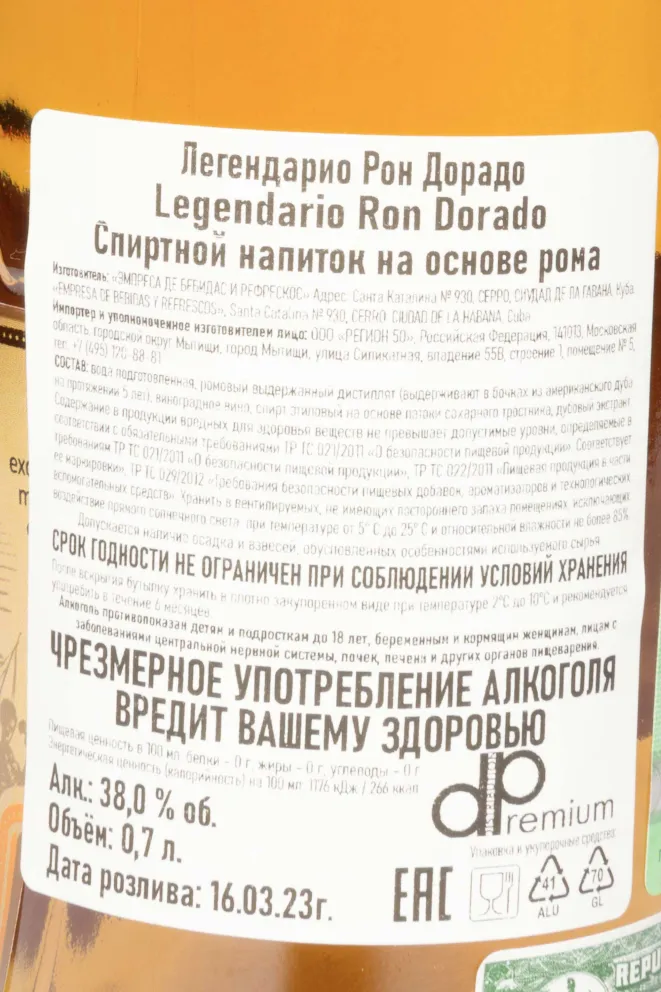 Легендарио Рон Дорадо
Legendario Ron Dorado
Спиртной напиток на основе рома
Изготовитель: «ЭМПРЕСА ДЕ БЕБИДАС И РЕФРЕСКОС» Адрес: Санта Каталина № 930, СЕРРО, СИУДАД ДЕ ЛА ГАВАНА, Куба.
«EMPRESA DE BEBIDAS Y REFRESCOS», Santa Catalina № 930, CERRO, CIUDAD DE LA HABANA, Cuba
Импортер и уполномоченное изготовителем лицо: ООО «РЕГИОН 50», Российская Федерация, 141013, Московская
область, городской округ Мытищи, город Мытищи, улица Силикатная, владение 55В, строение 1, помещение № 5,
тел. +7 (495) 120-88-81
СОСТАВ: вода подготовленная, ромовый выдержанный дистиллят (выдерживают в бочках из американского дуба
на протяжении 5 лет), виноградное вино, спирт этиловый на основе патоки сахарного тростника, дубовый экстракт.
Содержание в продукции вредных для здоровья веществ не превышает допустимые уровни, определяемые в
соответствии с обязательными требованиями ТР ТС 021/2011 «О безопасности пищевой продукции». Соответствует
требованиям ТР ТС 021/2011 «О безопасности пищевой продукции», ТР ТС 022/2011 «Пищевая продукция в части
ее маркировки», ТР ТС 029/2012 «Требования безопасности пищевых добавок, ароматизаторов и технологических
вспомогательных средств». Хранить в вентилируемых, не имеющих постороннего запаха помещениях, исключающих
воздействие прямого солнечного света, при температуре от 5° С до 25° С и относительной влажности не более 85%.
Допускается наличие осадка и взвесей, обусловленных особенностями используемого сырья.
СРОК ГОДНОСТИ НЕ ОГРАНИЧЕН ПРИ СОБЛЮДЕНИИ УСЛОВИЙ ХРАНЕНИЯ
После вскрытия бутылку хранить в плотно закупоренном виде при температуре 2°С до 10°С и рекомендуется
употребить в течение 6 месяцев.
Алкоголь противопоказан детям и подросткам до 18 лет, беременным и кормящим женщинам, лицам с
заболеваниями центральной нервной системы, почек, печени и других органов пищеварения.
ЧРЕЗМЕРНОЕ УПОТРЕБЛЕНИЕ АЛКОГОЛЯ
ВРЕДИТ ВАШЕМУ ЗДОРОВЬЮ
Пищевая ценность в 100 мл: белки - 0 г, жиры - 0 г, углеводы - 0 г
Энергетическая ценность (калорийность) на 100 мл: 1176 кДж / 266 ккал
Алк.: 38,0 % об.
Объём: 0,7 л.
Дата розлива: 16.03.23г.
dp
DISTRIBUTION
remium
Упаковка и укупорочные средства:
EAC
41
ALU
70
GL
REPU